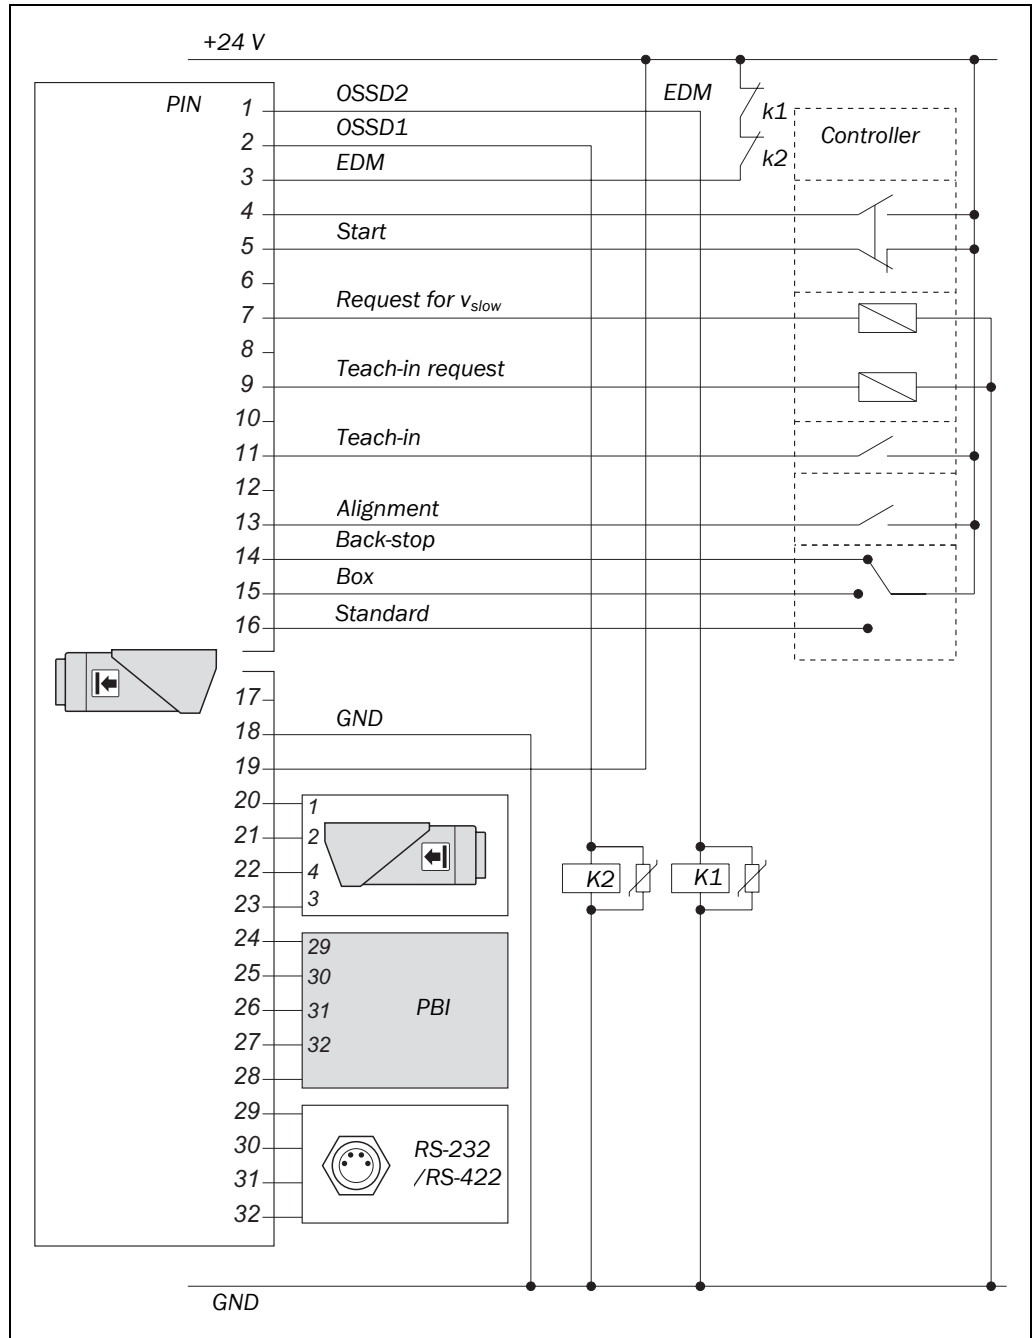 +24 V
PIN
1 OSSD2
EDM
k1
2 OSSD1
Controller
3 EDM
k2
4
5 Start
6
7 Request for vslow
8
9 Teach-in request
10
11 Teach-in
12
13 Alignment
14 Back-stop
15 Box
16 Standard
17
18 GND
19
20 1
21 2
22 4
23 3
K2
K1
24 29
25 30
26 31
PBI
27 32
28
29
30 RS-232
31 /RS-422
32
GND